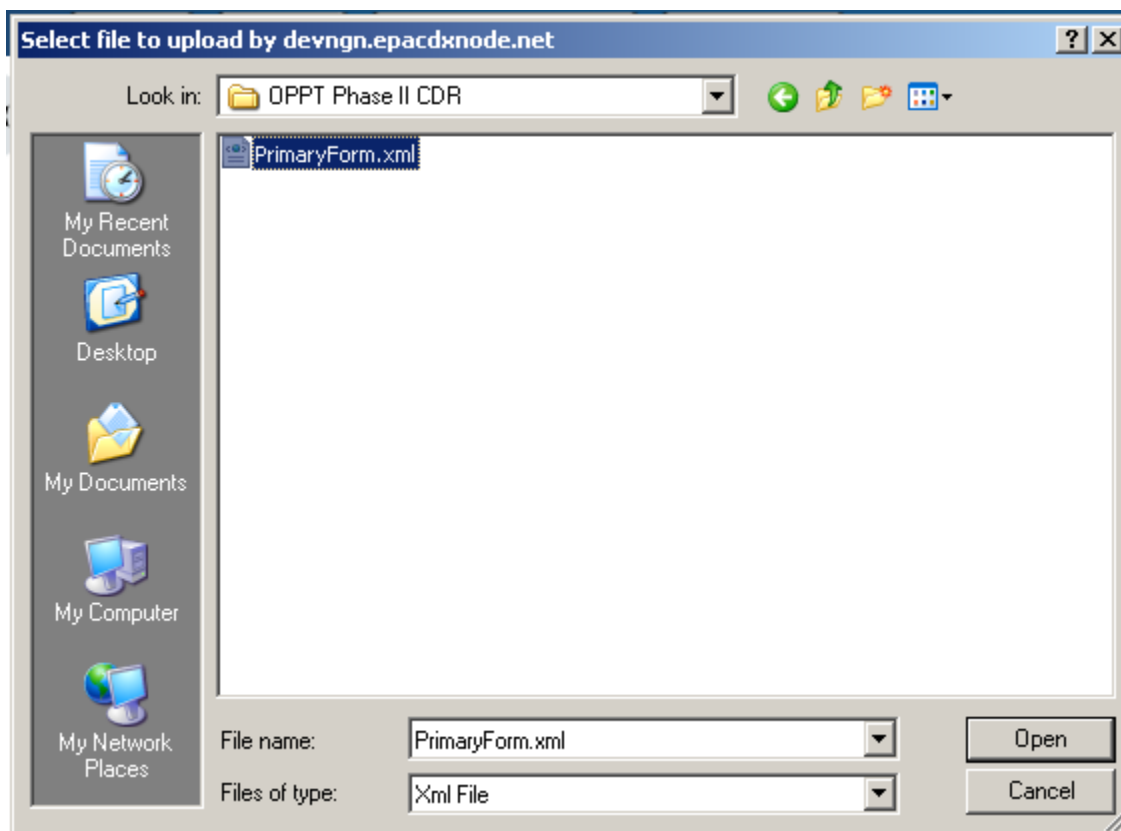 Select file to upload by devngn.epacdxnode.net
Look in:
OPPT Phase II CDR
PrimaryForm.xml
My Recent
Documents
Desktop
My Documents
My Computer
My Network
Places
File name:
PrimaryForm.xml
Open
Files of type:
Xml File
Cancel